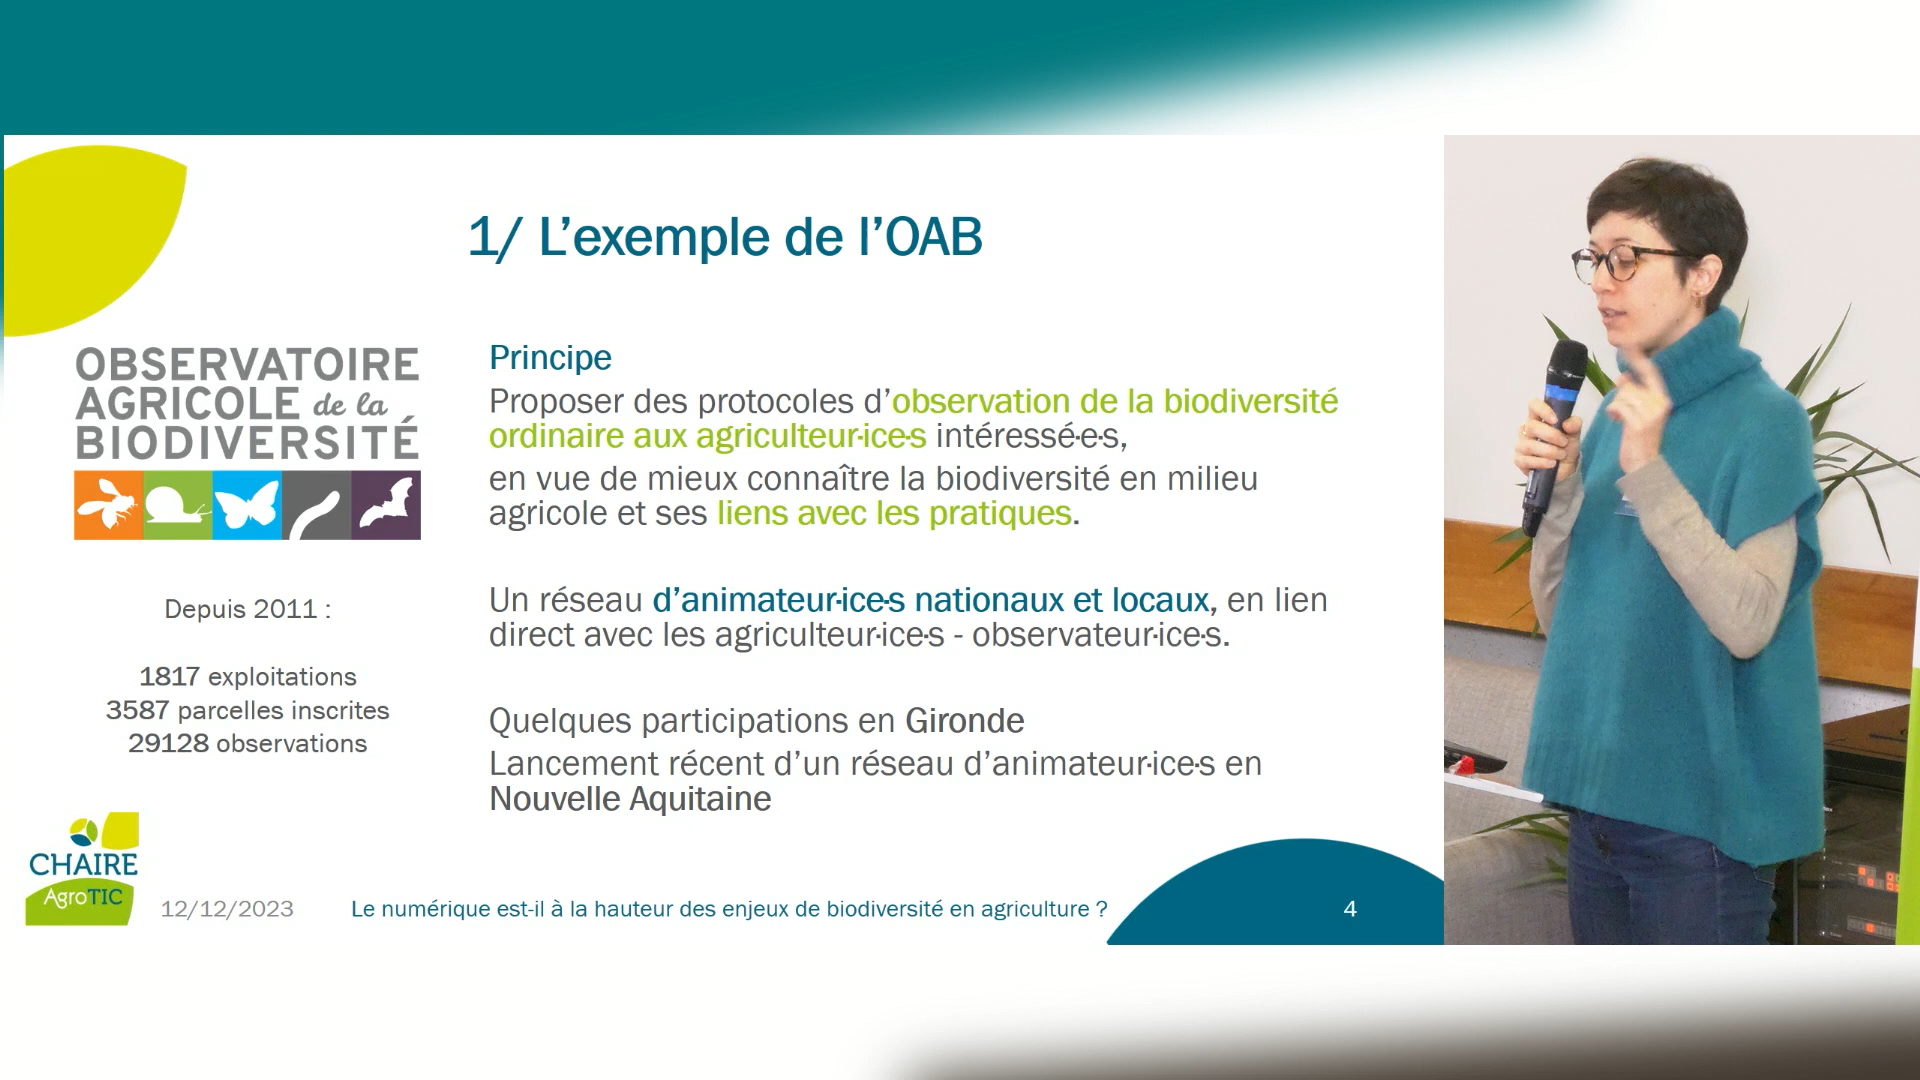 1/ L’exemple de l’OAB
OBSERVATOIRE
AGRICOLE de la
BIODIVERSITÉ
Depuis 2011 :
1817 exploitations
3587 parcelles inscrites
29128 observations
Principe
Proposer des protocoles d’observation de la biodiversité
ordinaire aux agriculteur·ice·s intéressé·e·s,
en vue de mieux connaître la biodiversité en milieu
agricole et ses liens avec les pratiques.
Un réseau d’animateur·ice·s nationaux et locaux, en lien
direct avec les agriculteur·ice·s - observateur·ice·s.
Quelques participations en Gironde
Lancement récent d’un réseau d’animateur·ice·s en
Nouvelle Aquitaine
CHAIRE
AgroTIC
12/12/2023
Le numérique est-il à la hauteur des enjeux de biodiversité en agriculture ?
4